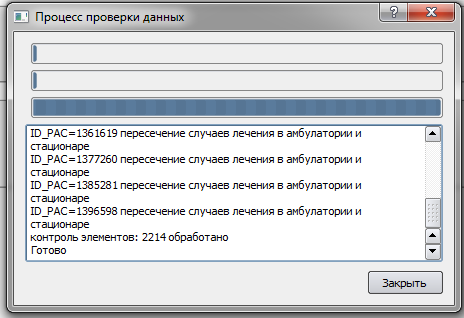 Процесс проверки данных
ID_PAC=1361619 пересечение случаев лечения в амбулатории и
стационаре
ID_PAC=1377260 пересечение случаев лечения в амбулатории и
стационаре
ID_PAC=1385281 пересечение случаев лечения в амбулатории и
стационаре
ID_PAC=1396598 пересечение случаев лечения в амбулатории и
стационаре
контроль элементов: 2214 обработано
Готово
Закрыть